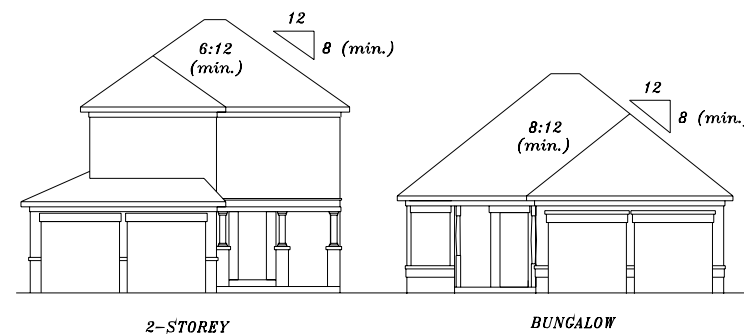 12
8 (min.)
6:12
(min.)
12
8 (min.)
8:12
(min.)
2-STOREY
BUNGALOW